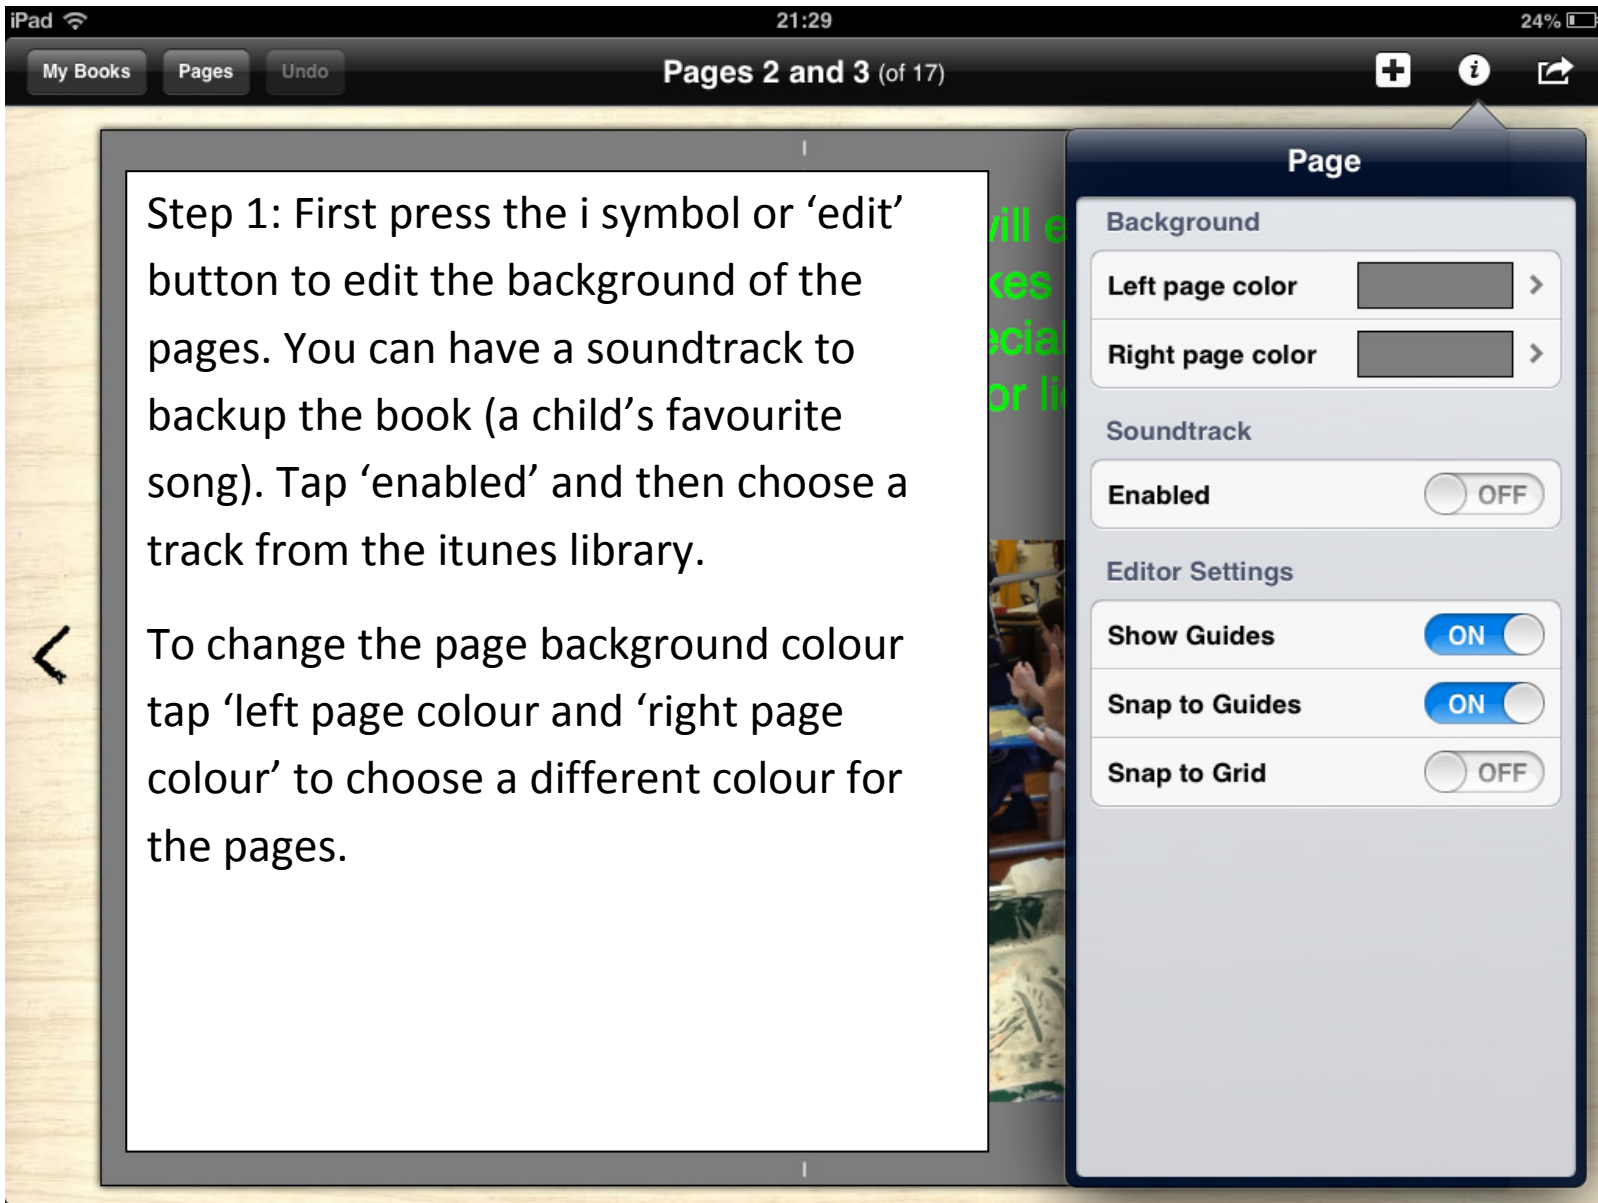 iPad 21:29 24%
My Books Pages Undo Pages 2 and 3 (of 17)
Page
Step 1: First press the i symbol or ‘edit’
button to edit the background of the
pages. You can have a soundtrack to
backup the book (a child’s favourite
song). Tap ‘enabled’ and then choose a
track from the itunes library.
To change the page background colour
tap ‘left page colour and ‘right page
colour’ to choose a different colour for
the pages.
or
Background
Left page color
Right page color
Soundtrack
Enabled OFF
Editor Settings
Show Guides ON
Snap to Guides ON
Snap to Grid OFF